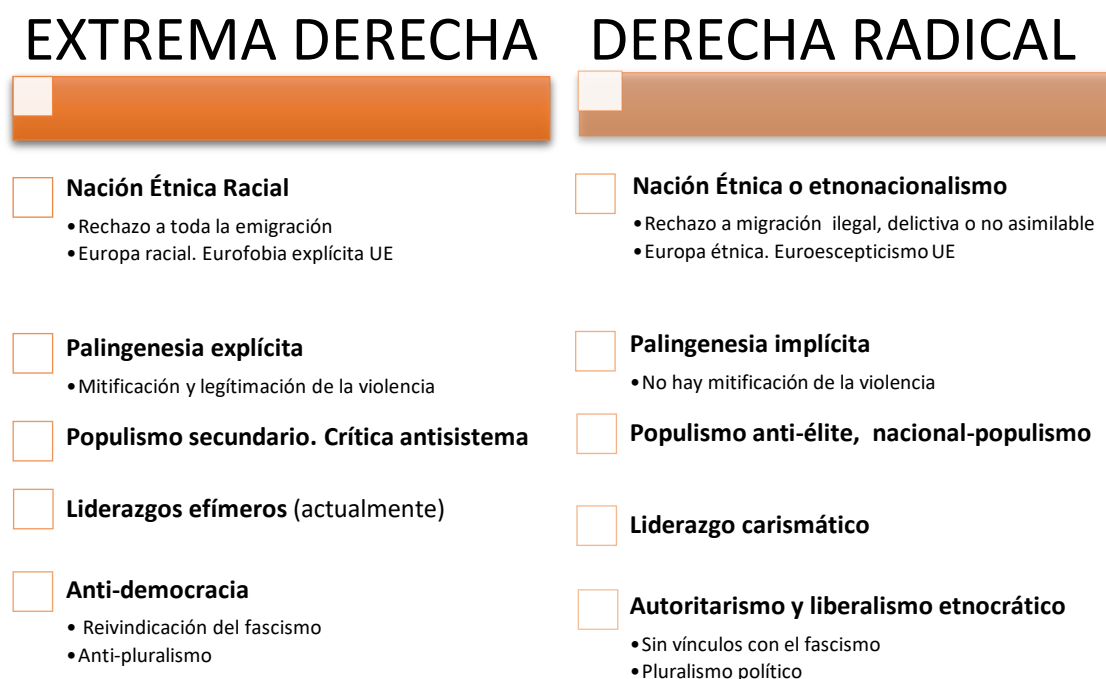 EXTREMA DERECHA
Nación Étnica Racial
•Rechazo a toda la emigración
•Europa racial. Eurofobia explícita UE
Palingenesia explícita
•Mitificación y legítimación de la violencia
Populismo secundario. Crítica antisistema
Liderazgos efímeros (actualmente)
Anti-democracia
• Reivindicación del fascismo
•Anti-pluralismo
DERECHA RADICAL
Nación Étnica o etnonacionalismo
•Rechazo a migración ilegal, delictiva o no asimilable
•Europa étnica. Euroescepticismo UE
Palingenesia implícita
•No hay mitificación de la violencia
Populismo anti-élite, nacional-populismo
Liderazgo carismático
Autoritarismo y liberalismo etnocrático
•Sin vínculos con el fascismo
•Pluralismo político